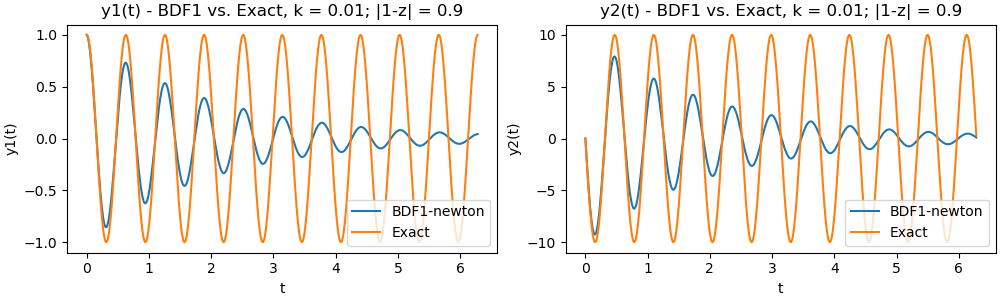 y1(t) - BDF1 vs. Exact, k = 0.01; |1-z| = 0.9
1.0
0.5
0.0
−0.5
−1.0
y1(t)
0 1 2 3 4 5 6
t
BDF1-newton
Exact
y2(t) - BDF1 vs. Exact, k = 0.01; |1-z| = 0.9
10
5
0
−5
−10
y2(t)
0 1 2 3 4 5 6
t
BDF1-newton
Exact